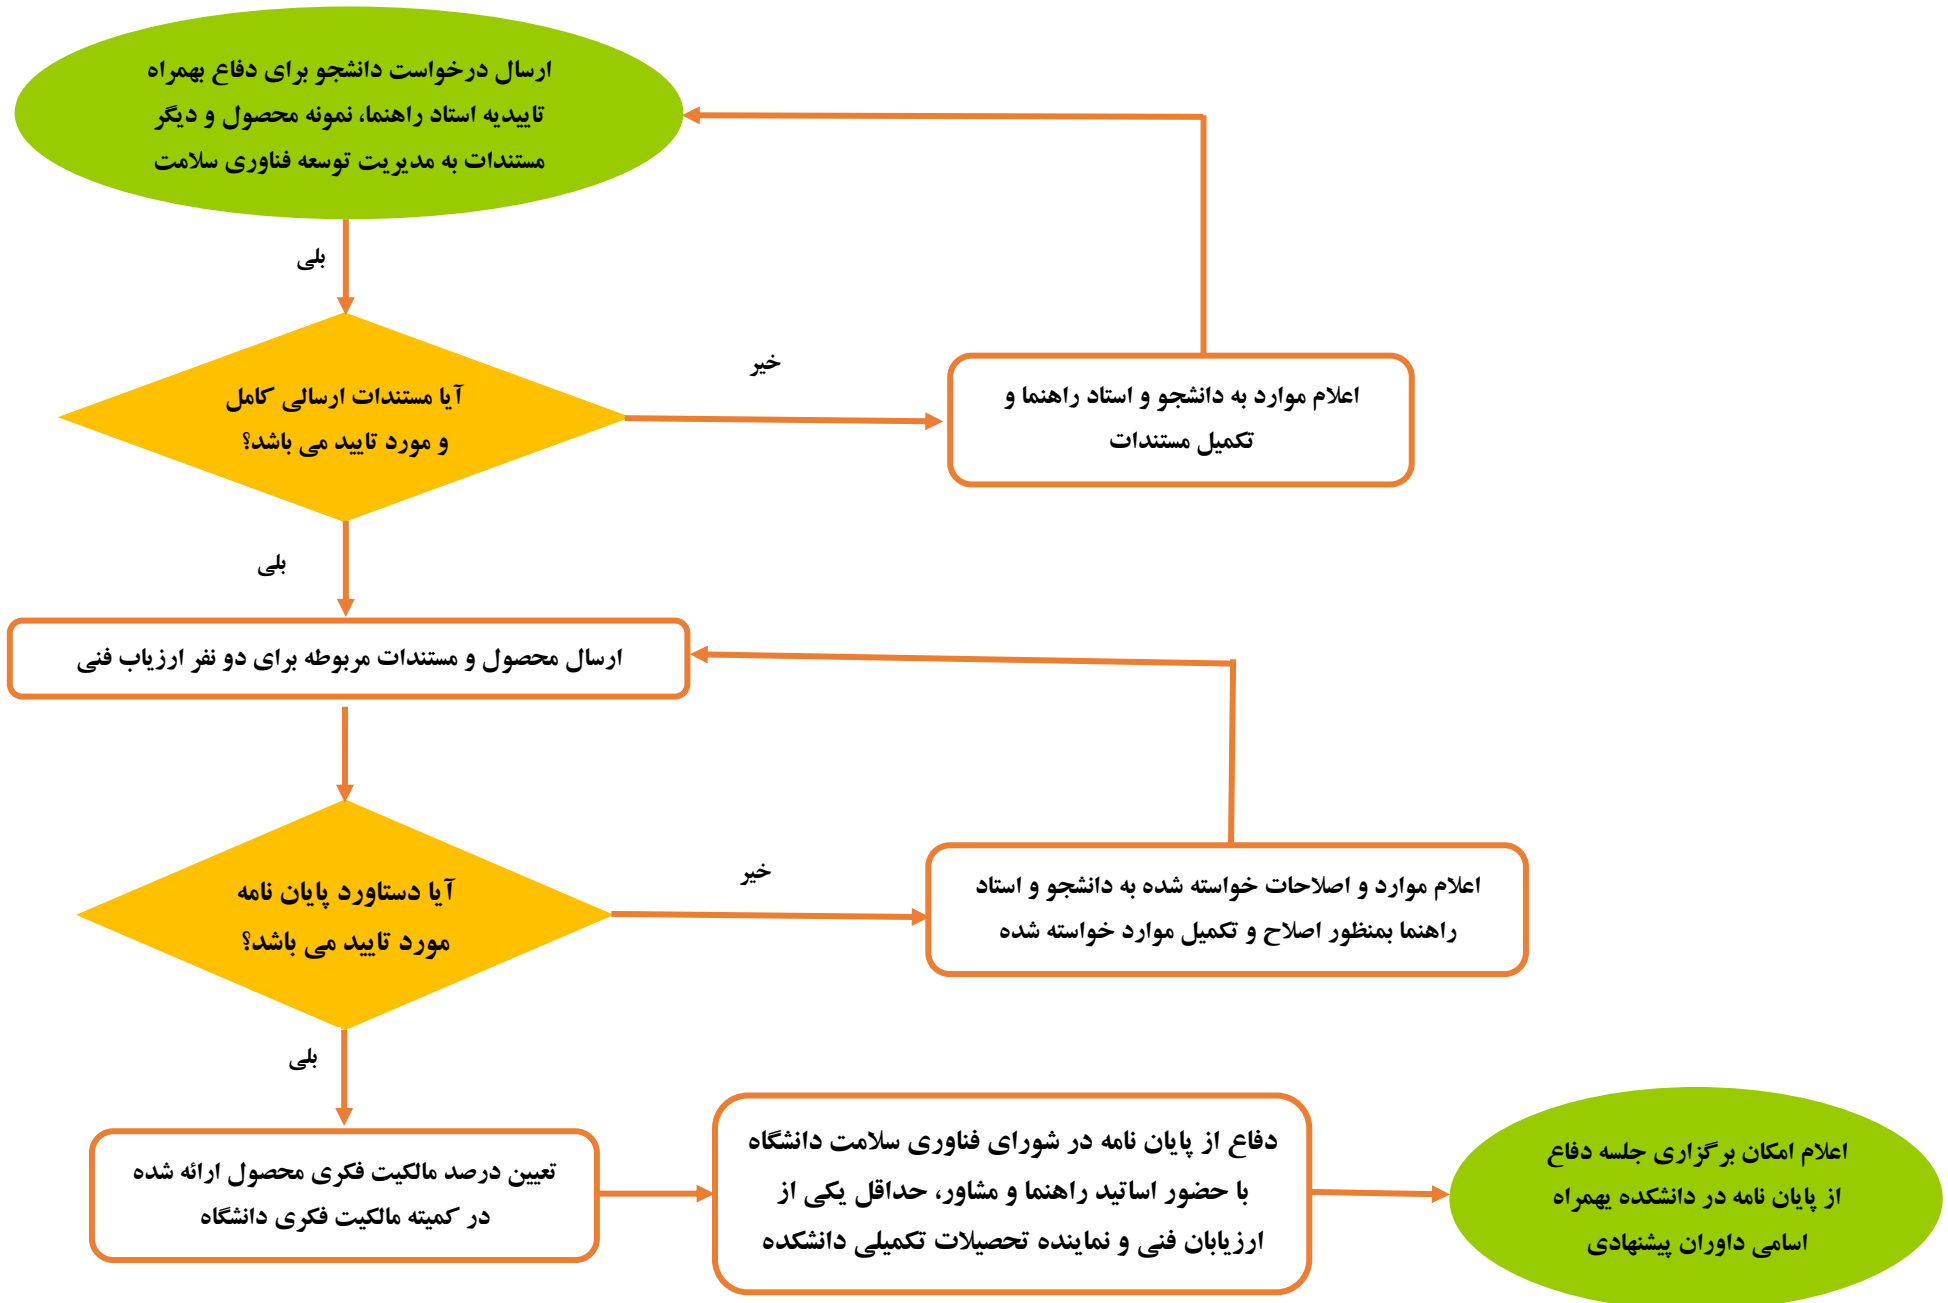 ارسال درخواست دانشجو برای دفاع بهمراه
تاییدیه استاد راهنما، نمونه محصول و دیگر
مستندات به مدیریت توسعه فناوری سلامت
بلی
آیا مستندات ارسالی کامل
و مورد تایید می باشد؟
خیر
اعلام موارد به دانشجو و استاد راهنما و
تکمیل مستندات
بلی
ارسال محصول و مستندات مربوطه برای دو نفر ارزیاب فنی
آیا دستاورد پایان نامه
مورد تایید می باشد؟
خیر
اعلام موارد و اصلاحات خواسته شده به دانشجو و استاد
راهنما بمنظور اصلاح و تکمیل موارد خواسته شده
بلی
تعیین درصد مالکیت فکری محصول ارائه شده
در کمیته مالکیت فکری دانشگاه
دفاع از پایان نامه در شورای فناوری سلامت دانشگاه
با حضور اساتید راهنما و مشاور، حداقل یکی از
ارزیابان فنی و نماینده تحصیلات تکمیلی دانشکده
اعلام امکان برگزاری جلسه دفاع
از پایان نامه در دانشکده یهمراه
اسامی داوران پیشنهادی